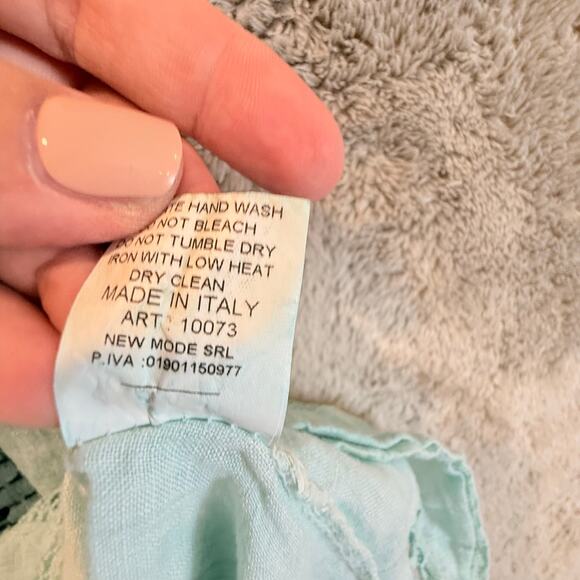 HAND WASH
NOT BLEACH
DO NOT TUMBLE DRY
IRON WITH LOW HEAT
DRY CLEAN
MADE IN ITALY
ART: 10073
NEW MODE SRL
P.IVA :01901150977